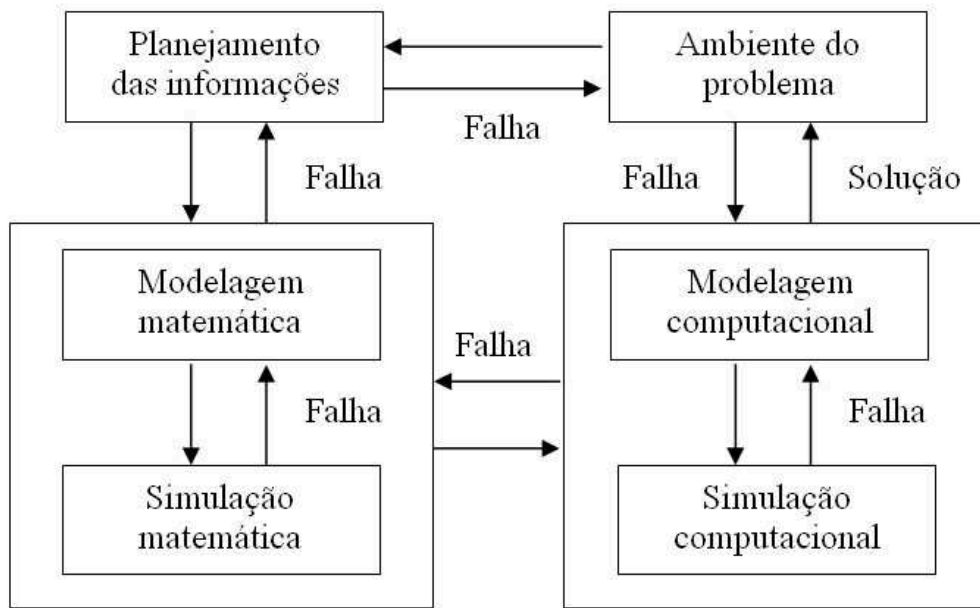 Planejamento
das informações
Ambiente do
problema
Falha
Falha
Falha
Solução
Modelagem
matemática
Modelagem
computacional
Falha
Falha
Falha
Simulação
matemática
Simulação
computacional